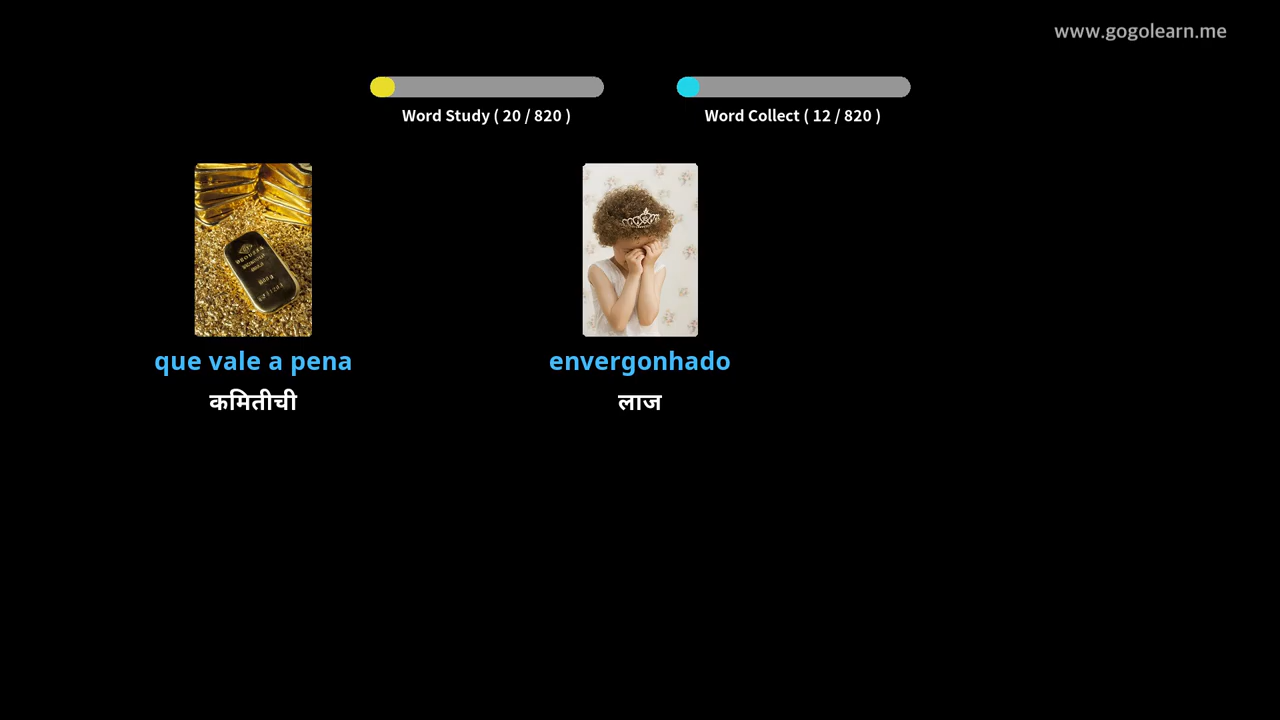 www.gogolearn.me
Word Study ( 20 / 820 )
Word Collect ( 12 / 820 )
que vale a pena
envergonhado
कमितीची
लाज